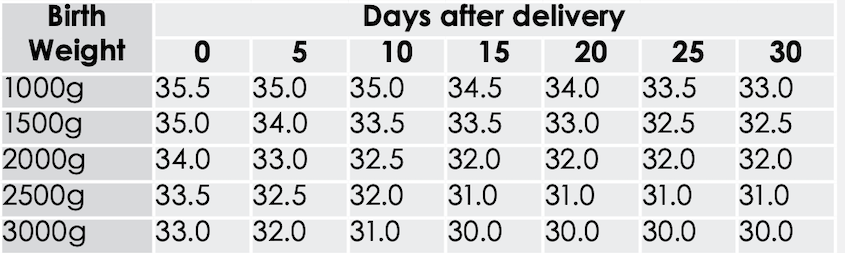 Birth Weight Days after delivery
0 5 10 15 20 25 30
1000g 35.5 35.0 35.0 34.5 34.0 33.5 33.0
1500g 35.0 34.0 33.5 33.5 33.0 32.5 32.5
2000g 34.0 33.0 32.5 32.0 32.0 32.0 32.0
2500g 33.5 32.5 32.0 31.0 31.0 31.0 31.0
3000g 33.0 32.0 31.0 30.0 30.0 30.0 30.0